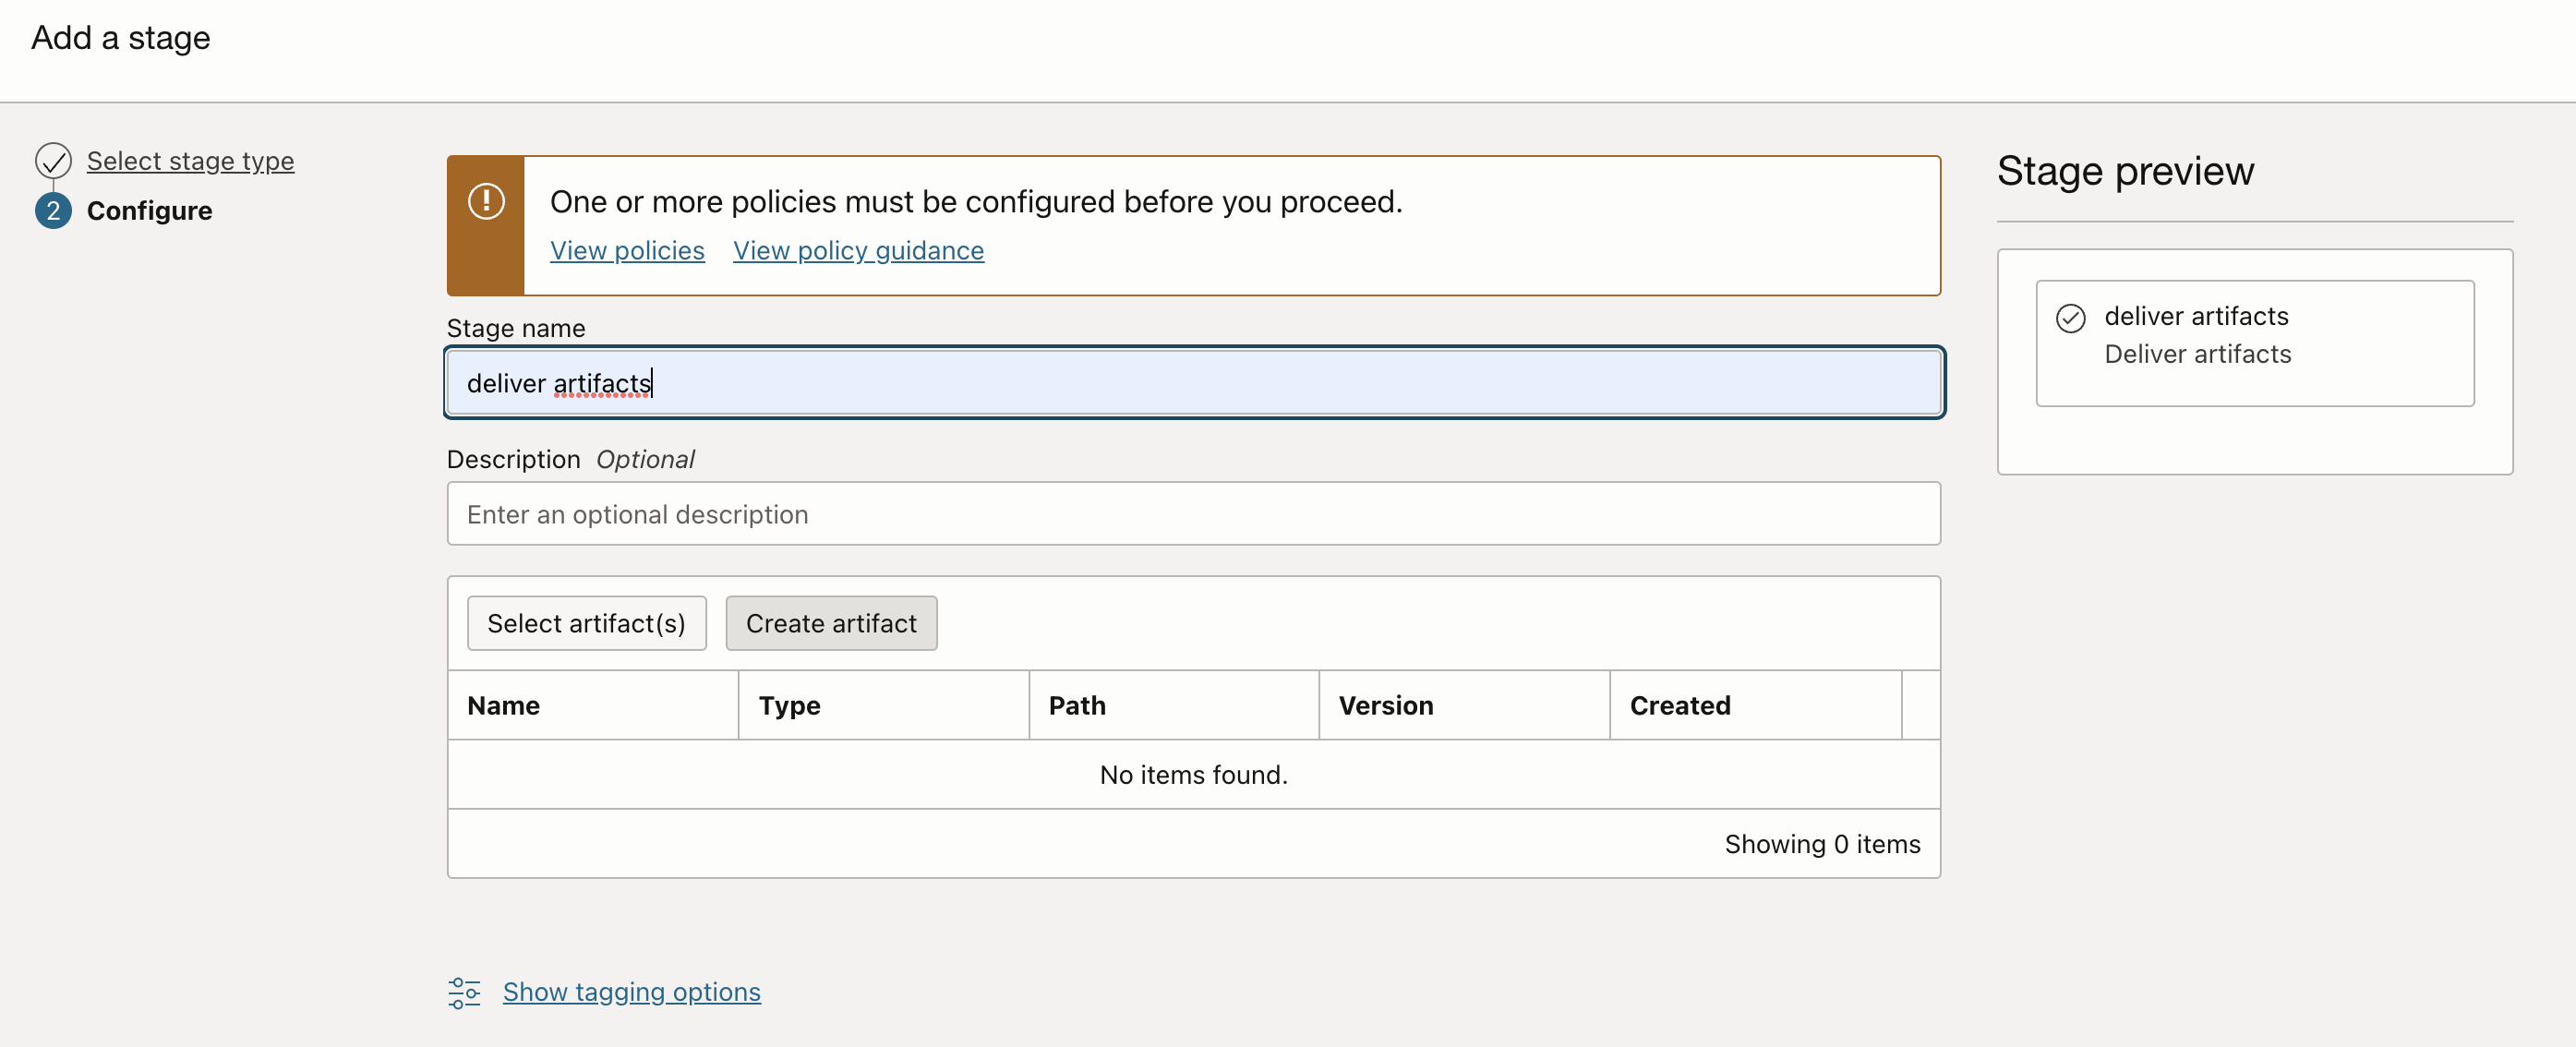 Add a stage
Select stage type
2 Configure
One or more policies must be configured before you proceed.
View policies View policy guidance
Stage name
deliver artifacts
Description Optional
Enter an optional description
Select artifact(s) Create artifact
Name Type Path Version Created
No items found.
Showing 0 items
Show tagging options
Stage preview
deliver artifacts
Deliver artifacts